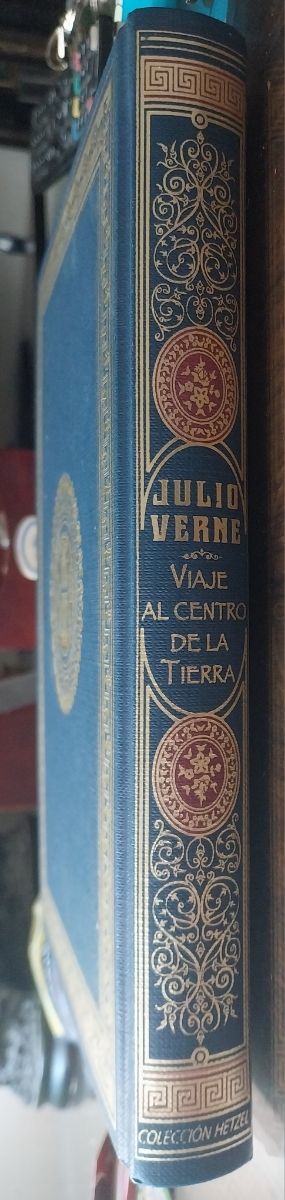 JULIO
VERNE
VIAJE
AL CENTRO
DE LA
TIERRA
COLECCIÓN HETZEL